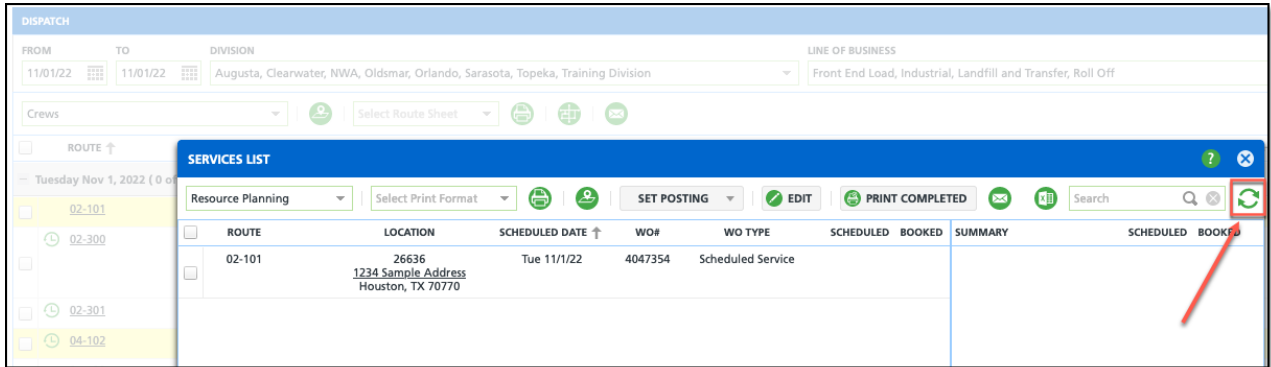 DISPATCH
FROM TO DIVISION LINE OF BUSINESS
11/01/22 11/01/22 Augusta, Clearwater, NWA, Oldsmar, Orlando, Sarasota, Topeka, Training Division Front End Load, Industrial, Landfill and Transfer, Roll Off
Crews Select Route Sheet
ROUTE
SERVICES LIST ?
Tuesday Nov 1, 2022 ( 0 of
Resource Planning Select Print Format SET POSTING EDIT PRINT COMPLETED Search
02-101
ROUTE LOCATION SCHEDULED DATE WO# WO TYPE SCHEDULED BOOKED SUMMARY SCHEDULED BOOKED
02-300
02-101 26636 Tue 11/1/22 4047354 Scheduled Service
1234 Sample Address
Houston, TX 70770
02-301
04-102